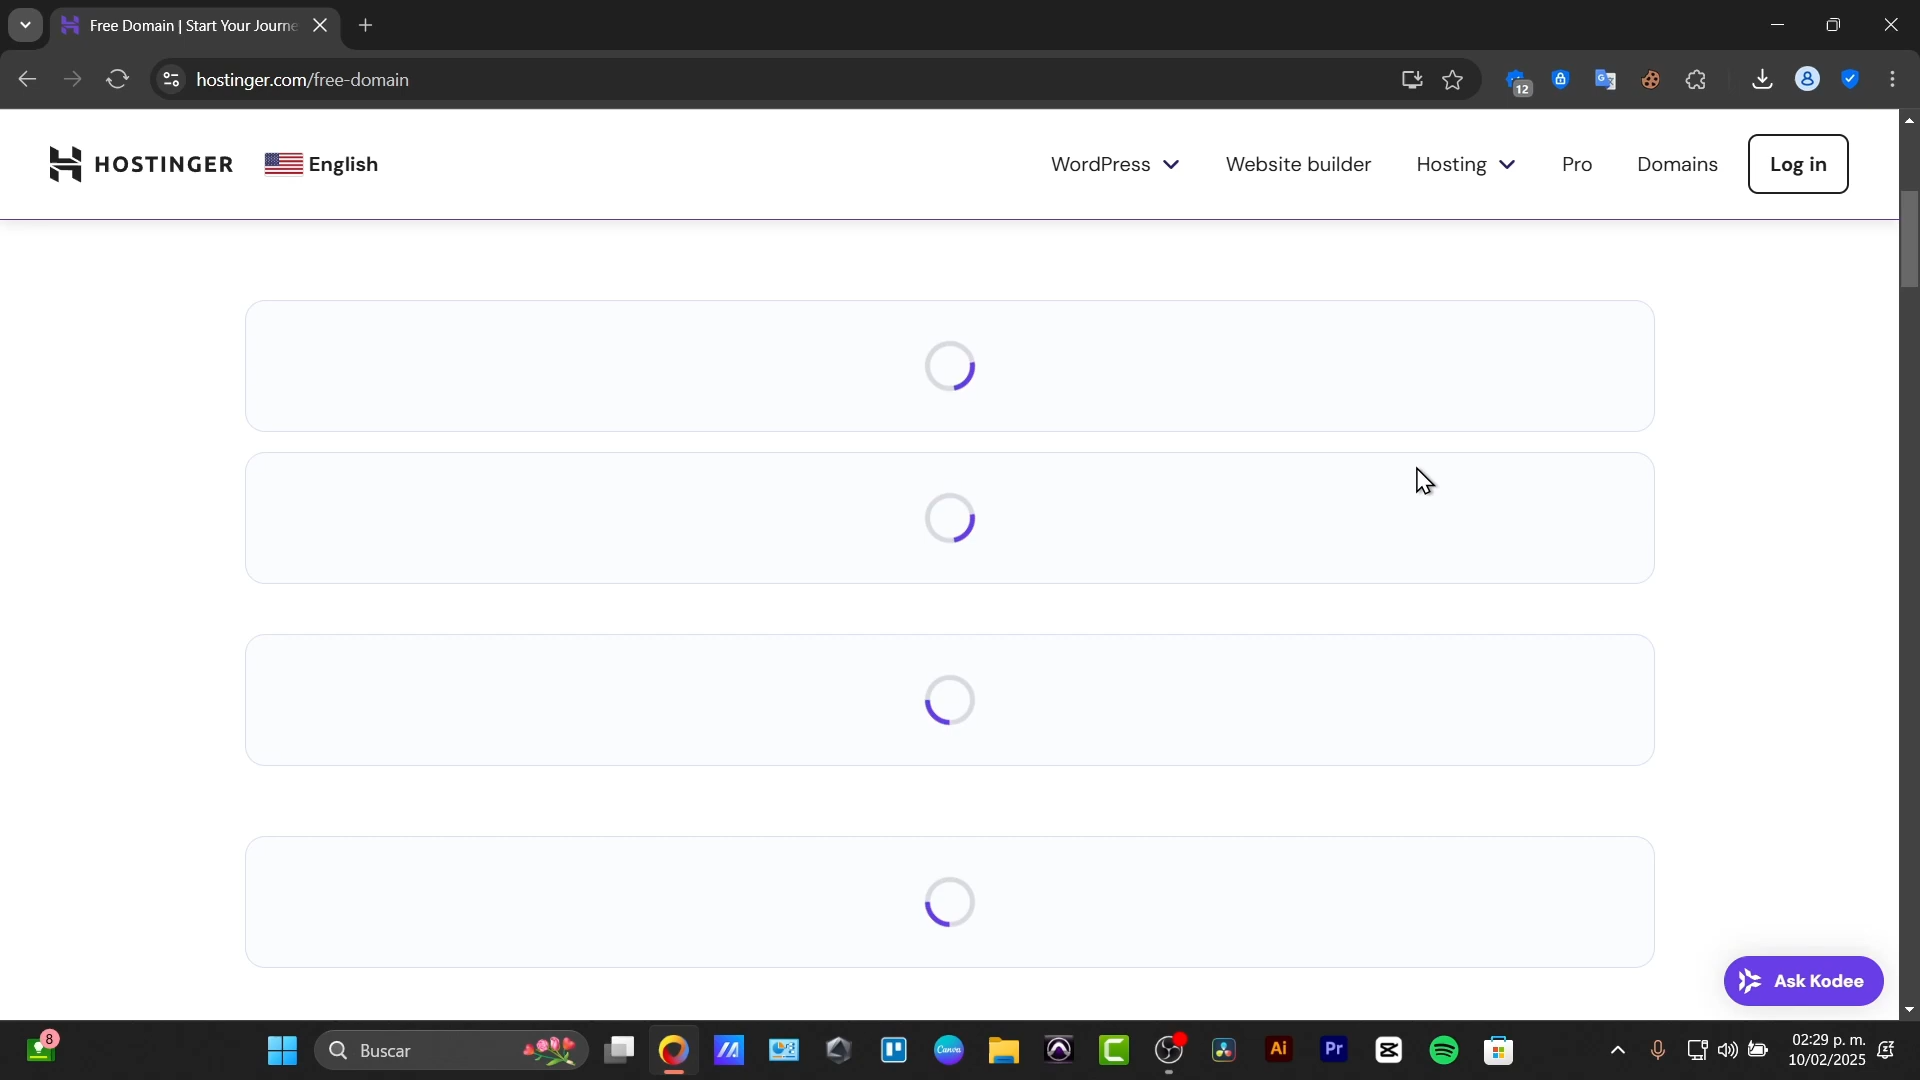 Free Domain | Start Your Journe
hostinger.com/free-domain
12
HOSTINGER
English
WordPress
Website builder
Hosting
Pro
Domains
Log in
Ask Kodee
8
Buscar
Canva
Ai
Pr
02:29 p. m.
10/02/2025